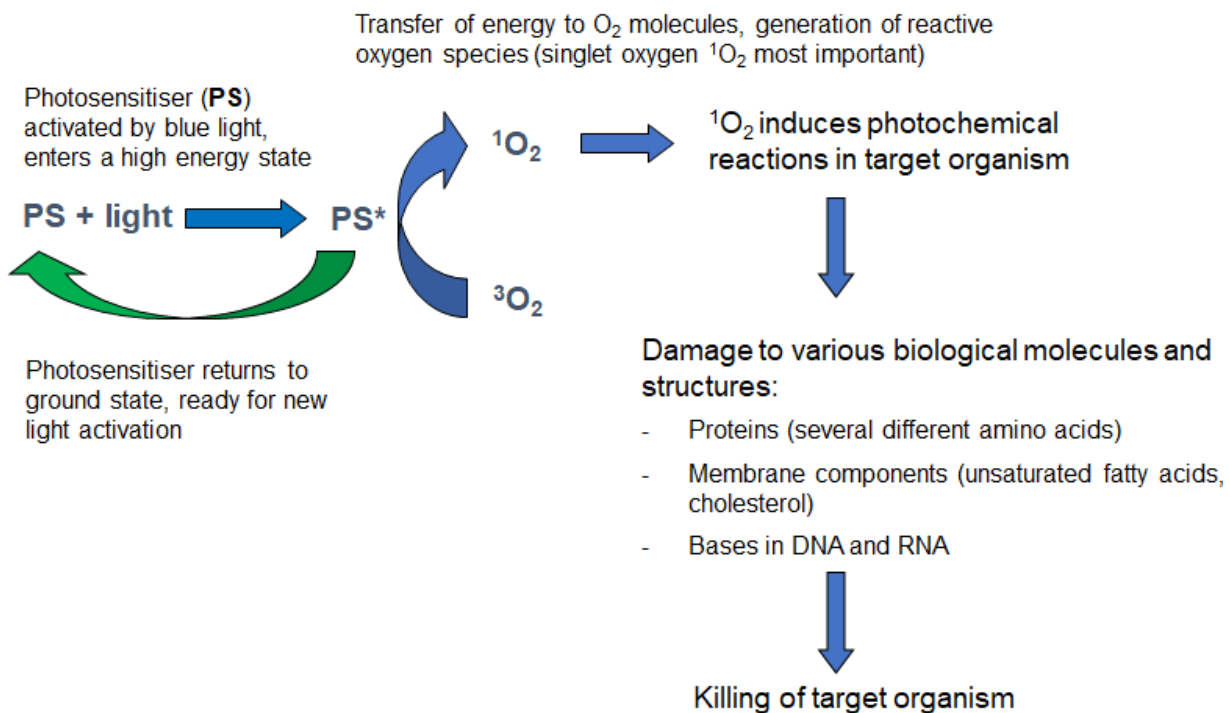 Transfer of energy to O₂ molecules, generation of reactive
oxygen species (singlet oxygen ¹O₂ most important)
Photosensitiser (PS)
activated by blue light,
enters a high energy state
PS + light
PS*
¹O₂
³O₂
¹O₂ induces photochemical
reactions in target organism
Photosensitiser returns to
ground state, ready for new
light activation
Damage to various biological molecules and
structures:
- Proteins (several different amino acids)
- Membrane components (unsaturated fatty acids,
cholesterol)
- Bases in DNA and RNA
Killing of target organism